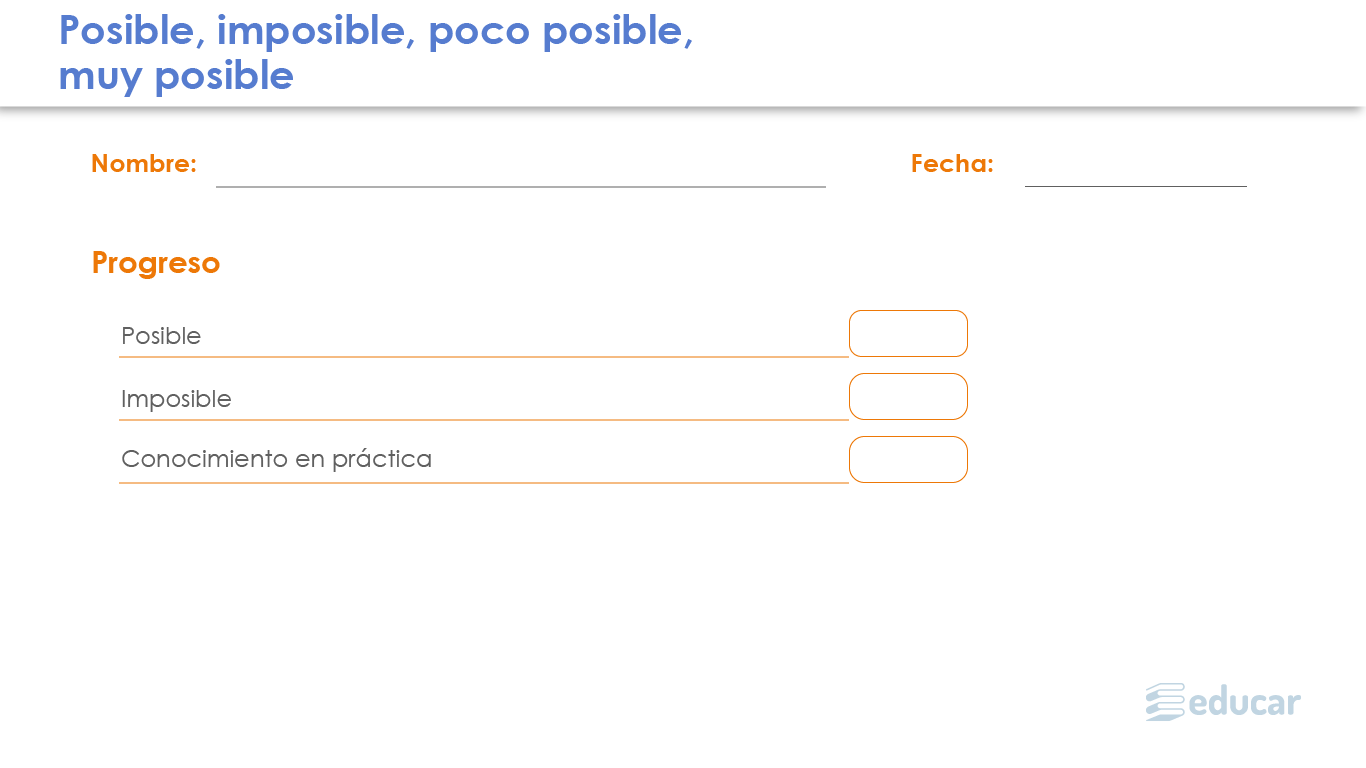 Posible, imposible, poco posible,
muy posible
Nombre:
Fecha:
Progreso
Posible
Imposible
Conocimiento en práctica
educar